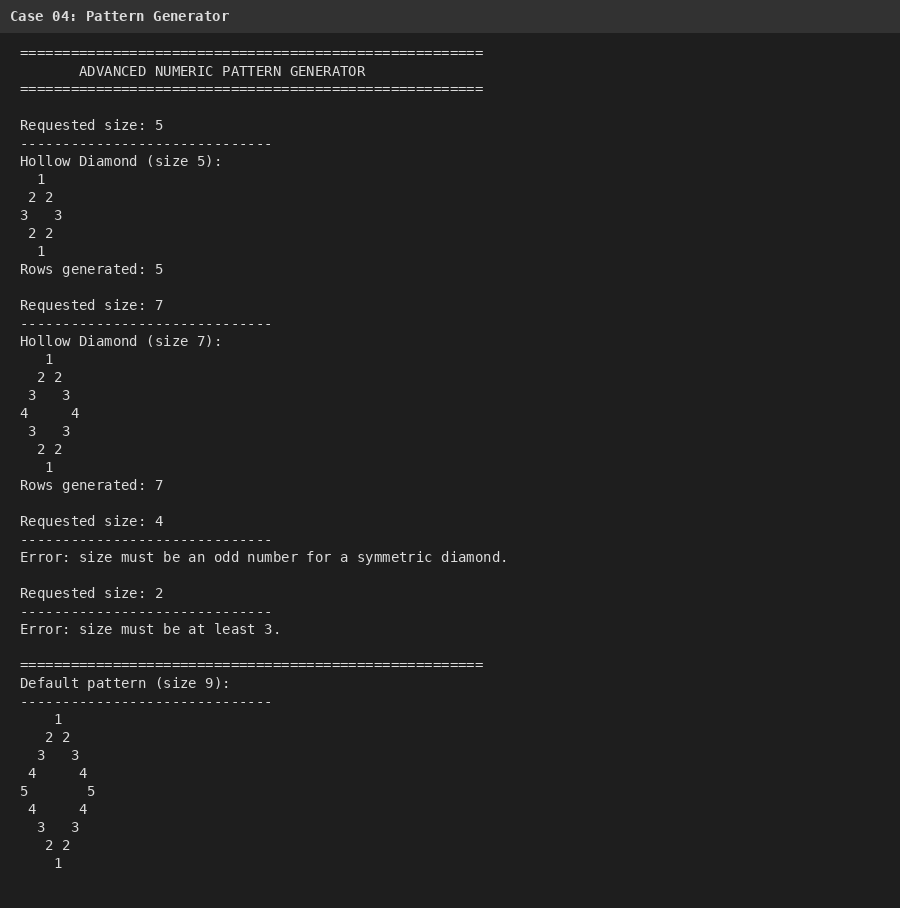 =======================================================
       ADVANCED NUMERIC PATTERN GENERATOR
=======================================================

Requested size: 5
------------------------------
Hollow Diamond (size 5):
  1
 2 2
3   3
 2 2
  1
Rows generated: 5

Requested size: 7
------------------------------
Hollow Diamond (size 7):
   1
  2 2
 3   3
4     4
 3   3
  2 2
   1
Rows generated: 7

Requested size: 4
------------------------------
Error: size must be an odd number for a symmetric diamond.

Requested size: 2
------------------------------
Error: size must be at least 3.

=======================================================
Default pattern (size 9):
------------------------------
    1
   2 2
  3   3
 4     4
5       5
 4     4
  3   3
   2 2
    1